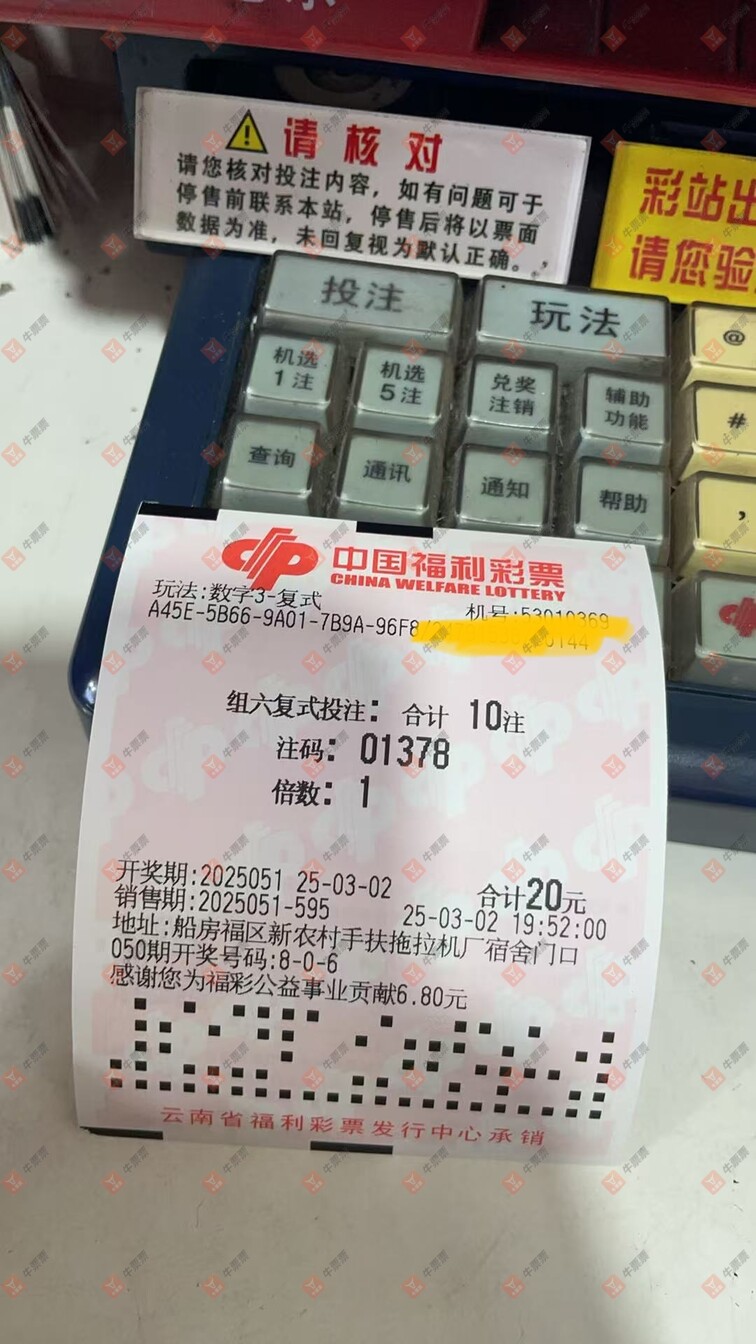 请核对
请您核对投注内容，如有问题可于
停售前联系本站，停售后将以票面
数据为准，未回复视为默认正确。
彩站出
请您验
投注
玩法
机选
1注
机选
5注
兑奖
注销
辅助
功能
@
#
查询
通讯
通知
帮助
,
中国福利彩票
CHINA WELFARE LOTTERY
玩法:数字3-复式
机号:53010369
A45E-5B66-9A01-7B9A-96F8
组六复式投注: 合计 10注
注码: 01378
倍数: 1
开奖期:2025051 25-03-02 合计20元
销售期:2025051-595 25-03-02 19:52:00
地址:船房福区新农村手扶拖拉机厂宿舍门口
050期开奖号码:8-0-6
感谢您为福彩公益事业贡献6.80元
云南省福利彩票发行中心承销
牛票票